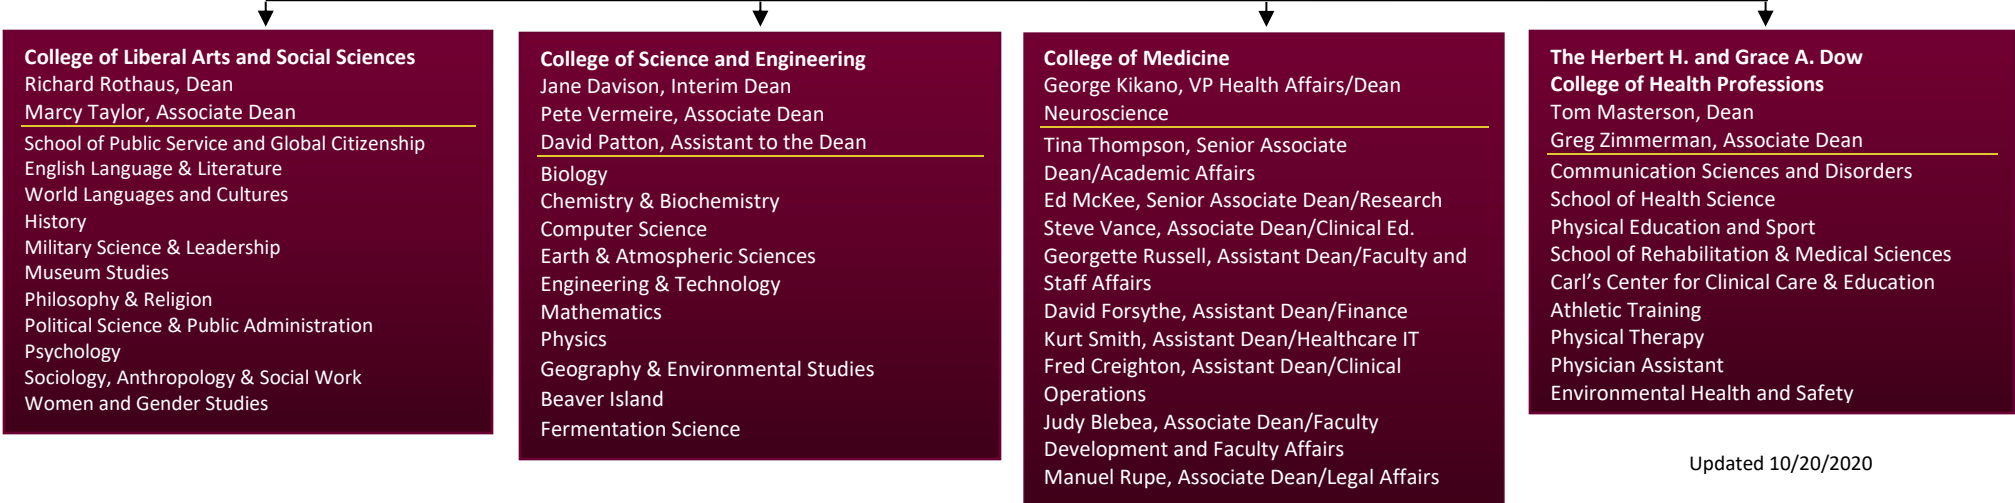 College of Liberal Arts and Social Sciences
Richard Rothaus, Dean
Marcy Taylor, Associate Dean
School of Public Service and Global Citizenship
English Language & Literature
World Languages and Cultures
History
Military Science & Leadership
Museum Studies
Philosophy & Religion
Political Science & Public Administration
Psychology
Sociology, Anthropology & Social Work
Women and Gender Studies
College of Science and Engineering
Jane Davison, Interim Dean
Pete Vermeire, Associate Dean
David Patton, Assistant to the Dean
Biology
Chemistry & Biochemistry
Computer Science
Earth & Atmospheric Sciences
Engineering & Technology
Mathematics
Physics
Geography & Environmental Studies
Beaver Island
Fermentation Science
College of Medicine
George Kikano, VP Health Affairs/Dean
Neuroscience
Tina Thompson, Senior Associate
Dean/Academic Affairs
Ed McKee, Senior Associate Dean/Research
Steve Vance, Associate Dean/Clinical Ed.
Georgette Russell, Assistant Dean/Faculty and
Staff Affairs
David Forsythe, Assistant Dean/Finance
Kurt Smith, Assistant Dean/Healthcare IT
Fred Creighton, Assistant Dean/Clinical
Operations
Judy Blebea, Associate Dean/Faculty
Development and Faculty Affairs
Manuel Rupe, Associate Dean/Legal Affairs
The Herbert H. and Grace A. Dow
College of Health Professions
Tom Masterson, Dean
Greg Zimmerman, Associate Dean
Communication Sciences and Disorders
School of Health Science
Physical Education and Sport
School of Rehabilitation & Medical Sciences
Carl’s Center for Clinical Care & Education
Athletic Training
Physical Therapy
Physician Assistant
Environmental Health and Safety
Updated 10/20/2020